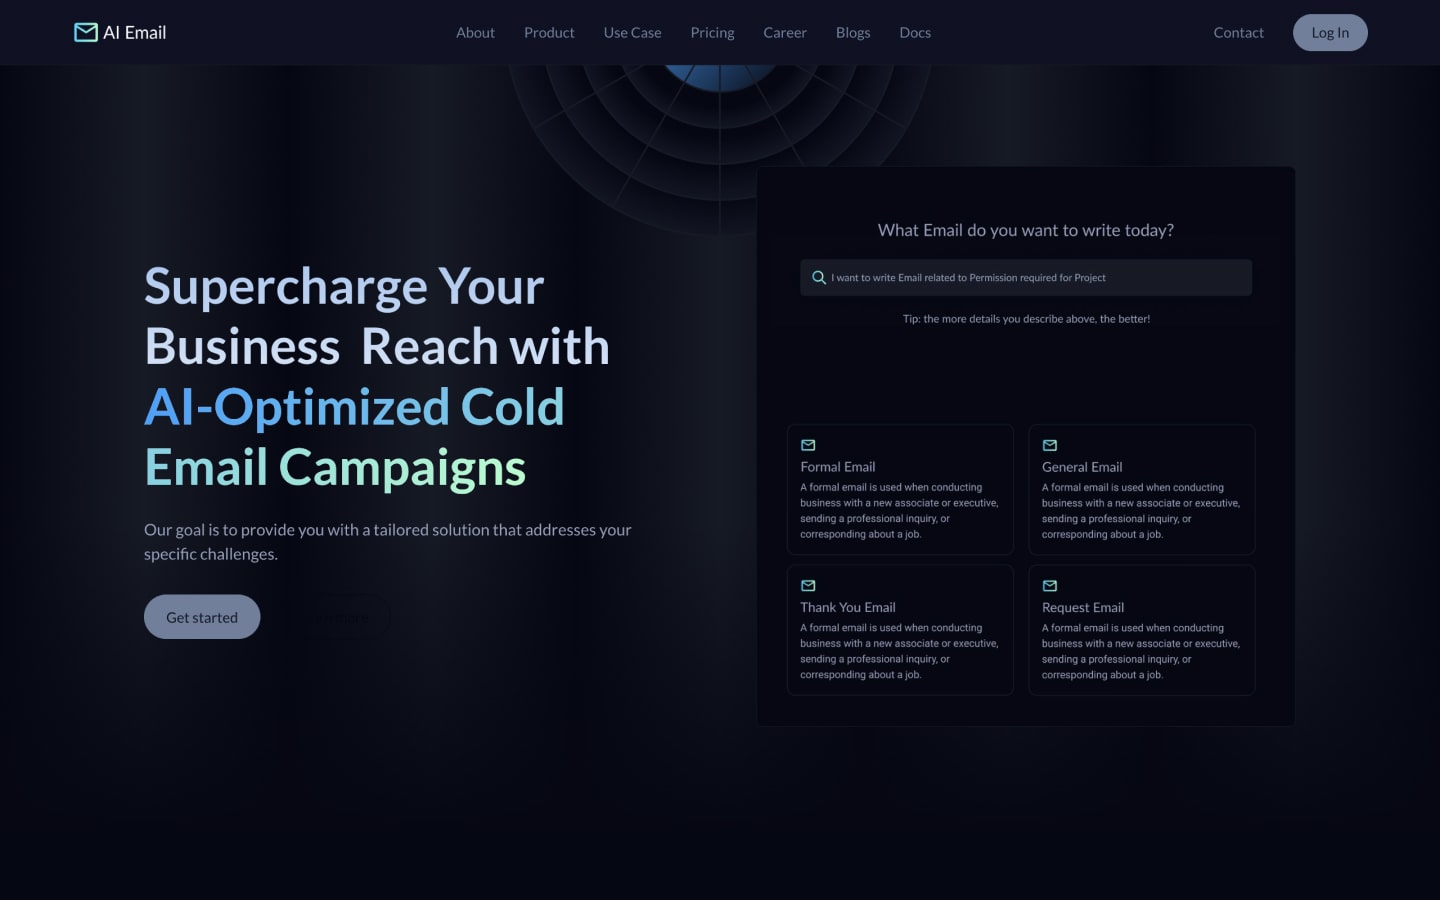 AI Email
About Product Use Case Pricing Career Blogs Docs
Contact Log In
Supercharge Your
Business Reach with
AI-Optimized Cold
Email Campaigns
Our goal is to provide you with a tailored solution that addresses your
specific challenges.
Get started
more
What Email do you want to write today?
I want to write Email related to Permission required for Project
Tip: the more details you describe above, the better!
Formal Email
A formal email is used when conducting
business with a new associate or executive,
sending a professional inquiry, or
corresponding about a job.
General Email
A formal email is used when conducting
business with a new associate or executive,
sending a professional inquiry, or
corresponding about a job.
Thank You Email
A formal email is used when conducting
business with a new associate or executive,
sending a professional inquiry, or
corresponding about a job.
Request Email
A formal email is used when conducting
business with a new associate or executive,
sending a professional inquiry, or
corresponding about a job.